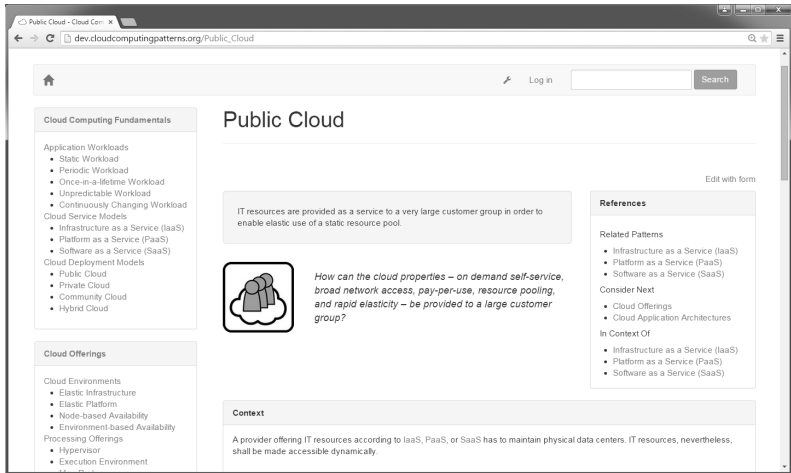 Public Cloud - Cloud Com
dev.cloudcomputingpatterns.org/Public_Cloud
Log in
Search
Cloud Computing Fundamentals
Application Workloads
Static Workload
Periodic Workload
Once-in-a-lifetime Workload
Unpredictable Workload
Continuously Changing Workload
Cloud Service Models
Infrastructure as a Service (IaaS)
Platform as a Service (PaaS)
Software as a Service (SaaS)
Cloud Deployment Models
Public Cloud
Private Cloud
Community Cloud
Hybrid Cloud
Cloud Offerings
Cloud Environments
Elastic Infrastructure
Elastic Platform
Node-based Availability
Environment-based Availability
Processing Offerings
Hypervisor
Execution Environment
Public Cloud
Edit with form
IT resources are provided as a service to a very large customer group in order to
enable elastic use of a static resource pool.
How can the cloud properties – on demand self-service,
broad network access, pay-per-use, resource pooling,
and rapid elasticity – be provided to a large customer
group?
References
Related Patterns
Infrastructure as a Service (IaaS)
Platform as a Service (PaaS)
Software as a Service (SaaS)
Consider Next
Cloud Offerings
Cloud Application Architectures
In Context Of
Infrastructure as a Service (IaaS)
Platform as a Service (PaaS)
Software as a Service (SaaS)
Context
A provider offering IT resources according to IaaS, PaaS, or SaaS has to maintain physical data centers. IT resources, nevertheless,
shall be made accessible dynamically.